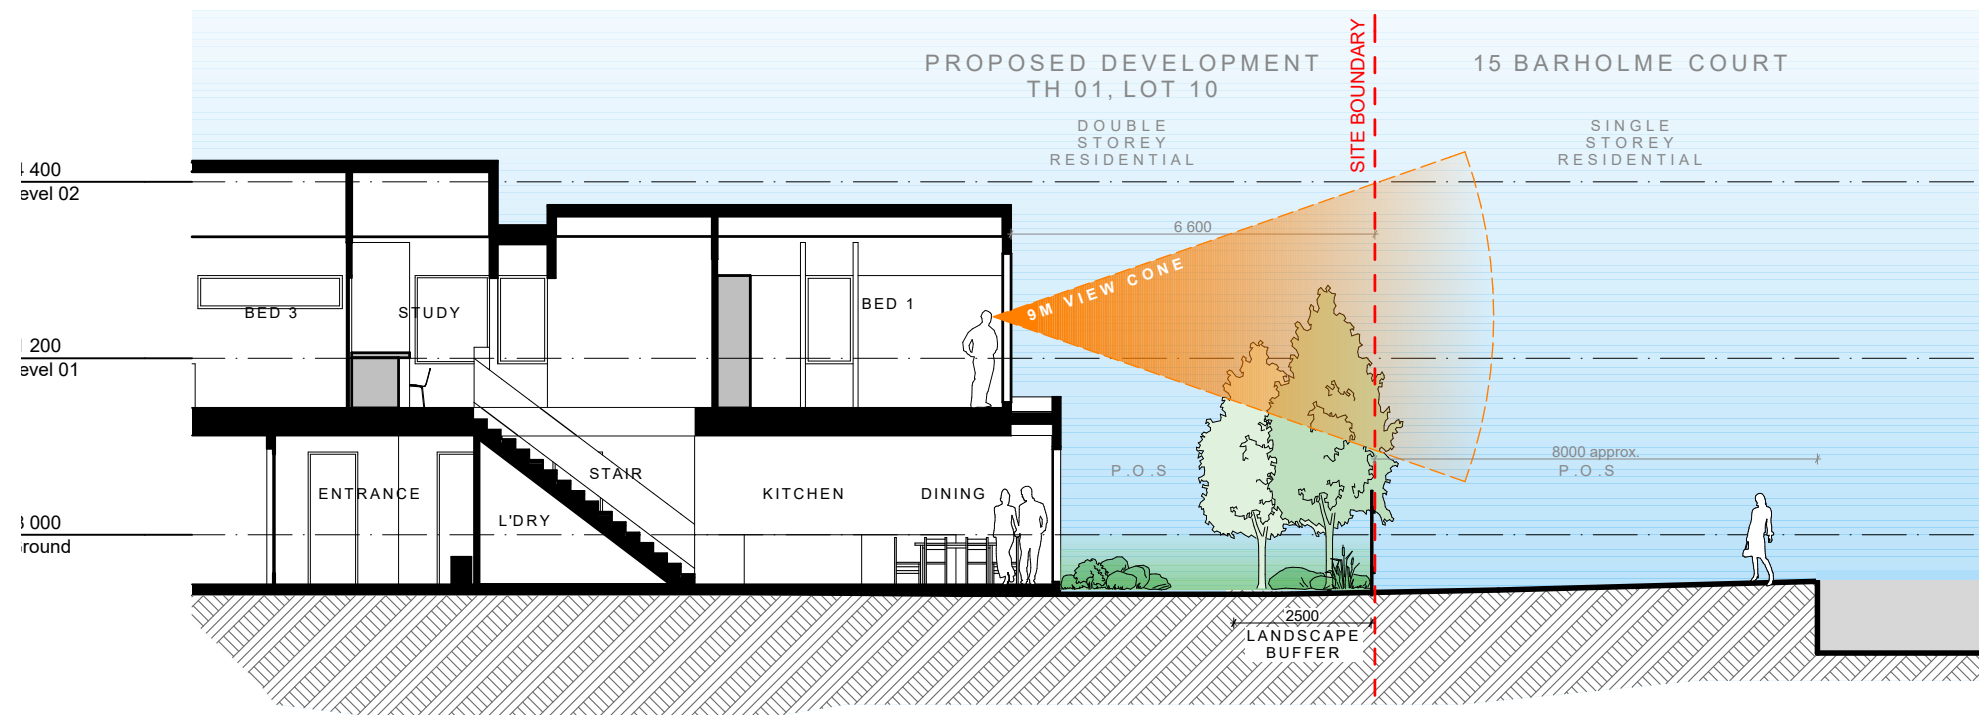 PROPOSED DEVELOPMENT
TH 01, LOT 10
DOUBLE
STOREY
RESIDENTIAL
SITE BOUNDARY
15 BARHOLME COURT
SINGLE
STOREY
RESIDENTIAL
400
evel 02
6 600
9M VIEW CONE
BED 3
STUDY
BED 1
200
evel 01
8000 approx.
P.O.S
P.O.S
STAIR
ENTRANCE
L'DRY
KITCHEN
DINING
000
round
2500
LANDSCAPE
BUFFER